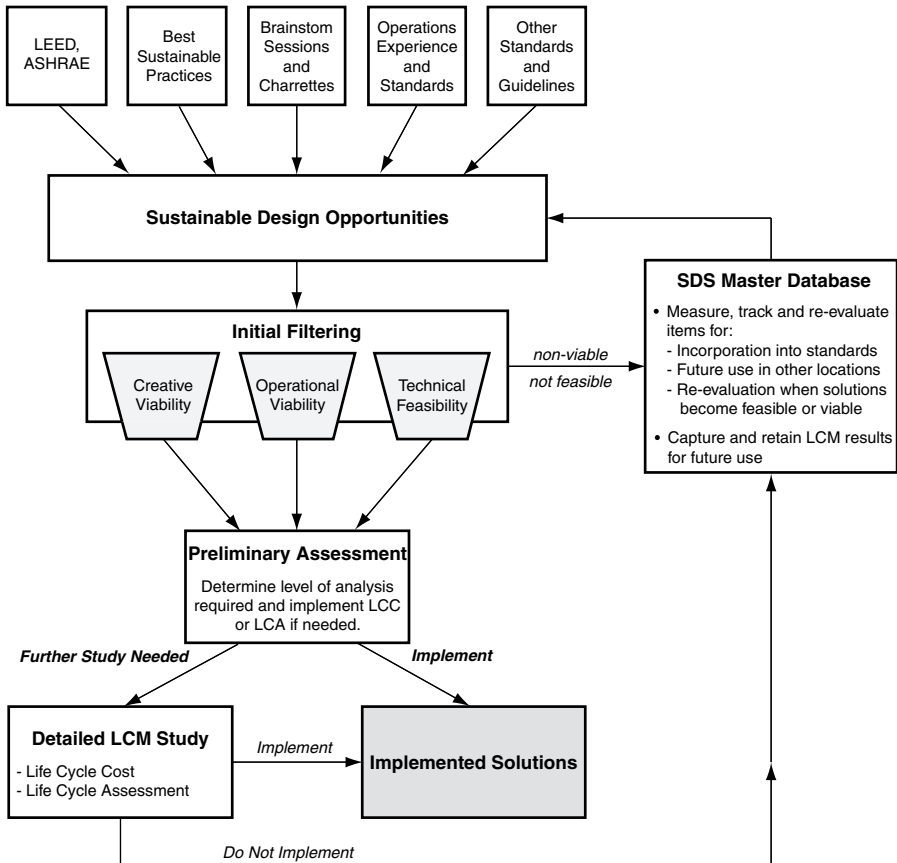 LEED,
ASHRAE
Best
Sustainable
Practices
Brainstom
Sessions
and
Charrettes
Operations
Experience
and
Standards
Other
Standards
and
Guidelines
Sustainable Design Opportunities
Initial Filtering
Creative
Viability
Operational
Viability
Technical
Feasibility
non-viable
not feasible
SDS Master Database
• Measure, track and re-evaluate
items for:
- Incorporation into standards
- Future use in other locations
- Re-evaluation when solutions
become feasible or viable
• Capture and retain LCM results
for future use
Preliminary Assessment
Determine level of analysis
required and implement LCC
or LCA if needed.
Further Study Needed
Implement
Detailed LCM Study
- Life Cycle Cost
- Life Cycle Assessment
Implement
Implemented Solutions
Do Not Implement